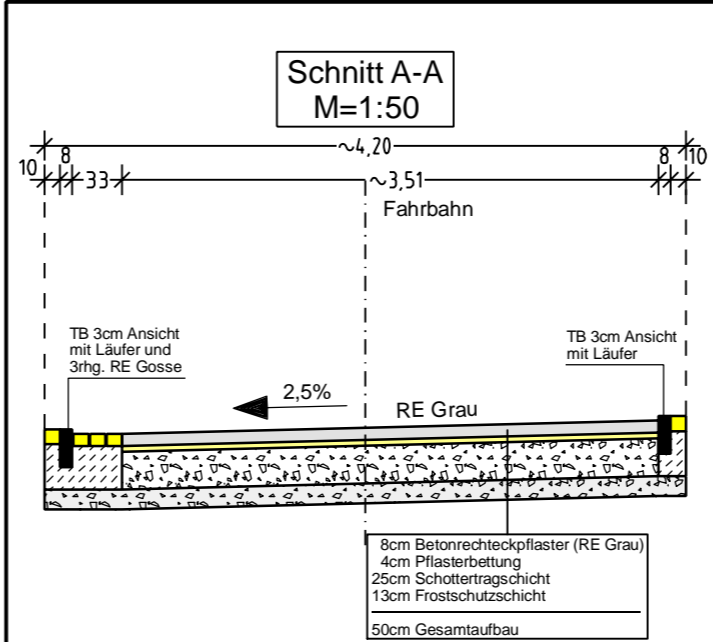 Schnitt A-A
M=1:50
~4,20
10 8 33 ~3,51 8 10
Fahrbahn
TB 3cm Ansicht
mit Läufer und
3rhg. RE Gosse
TB 3cm Ansicht
mit Läufer
2,5%
RE Grau
8cm Betonrechteckpflaster (RE Grau)
4cm Pflasterbettung
25cm Schottertragschicht
13cm Frostschutzschicht
50cm Gesamtaufbau